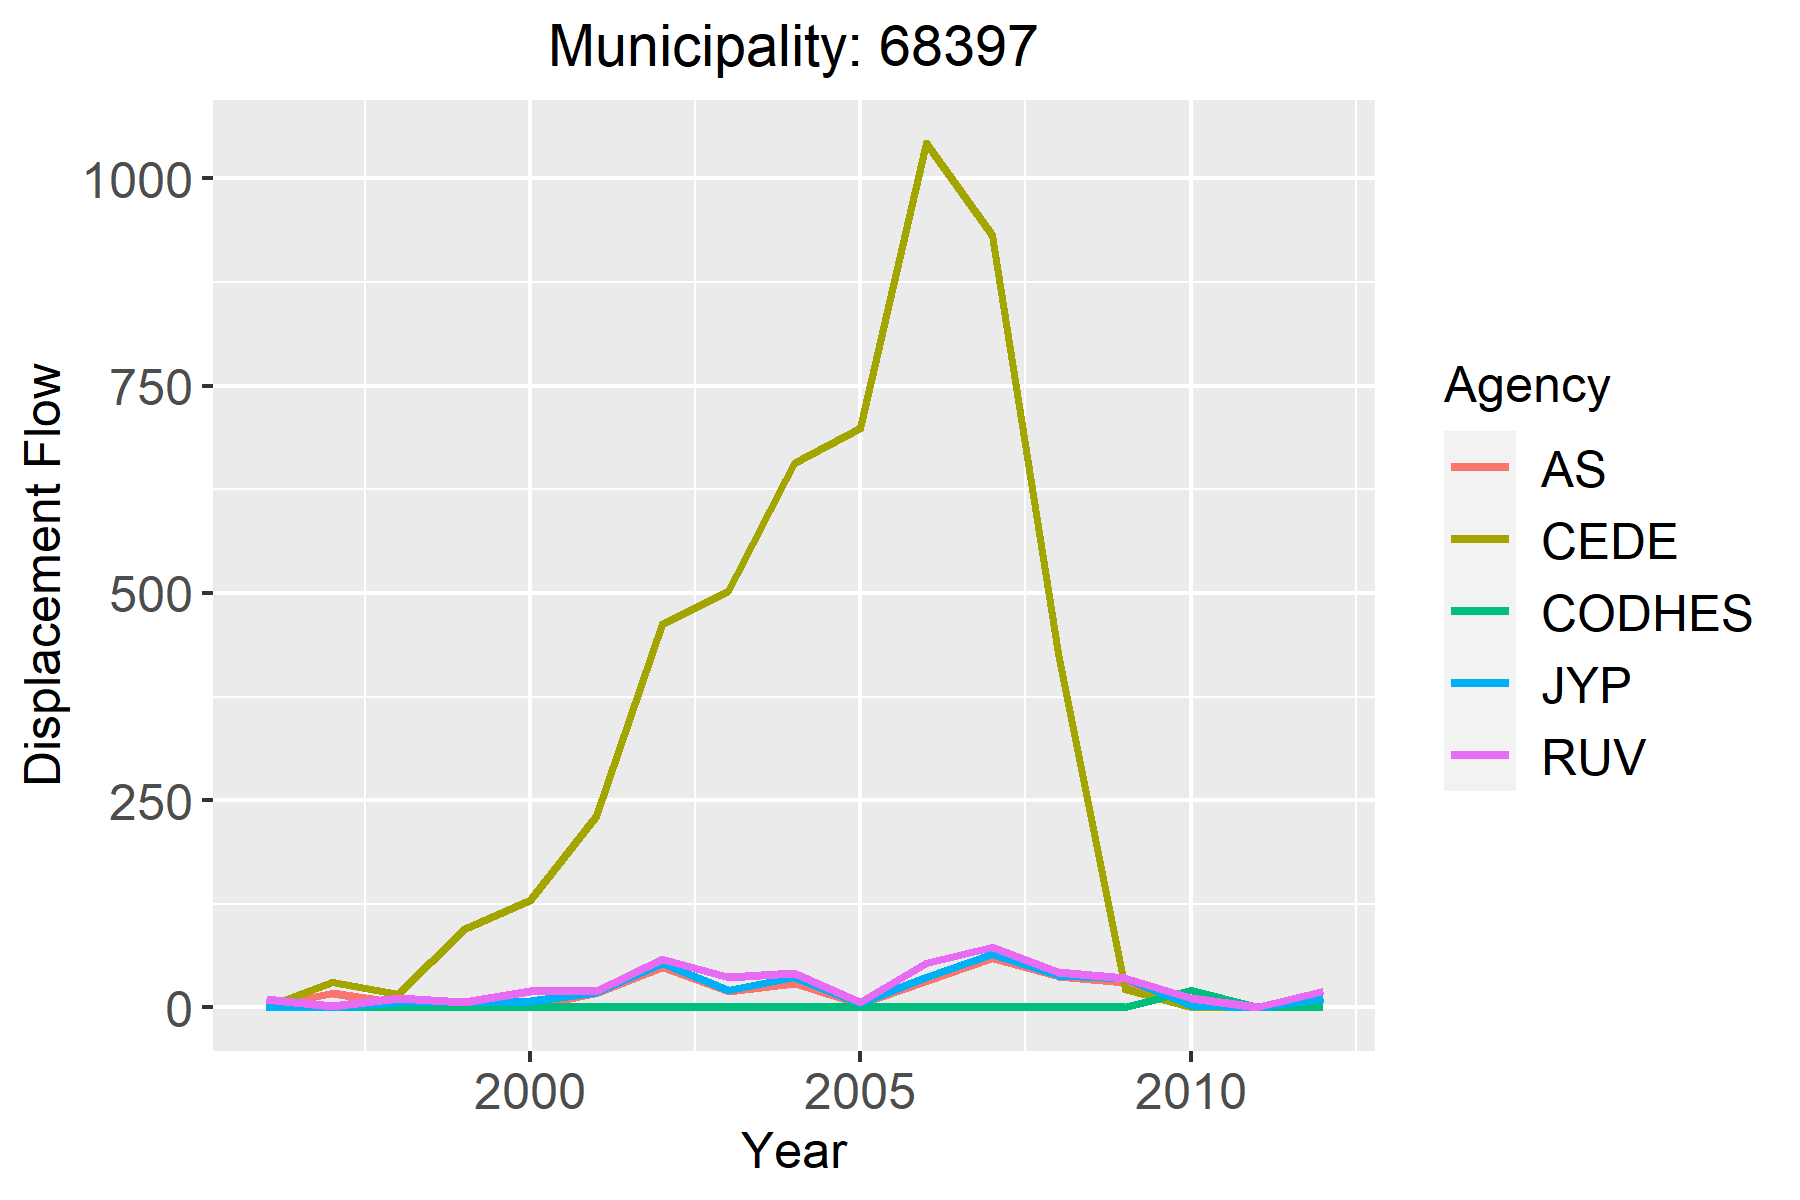 Municipality: 68397
1000
750
500
250
0
Displacement Flow
2000
2005
2010
Year
Agency
AS
CEDE
CODHES
JYP
RUV